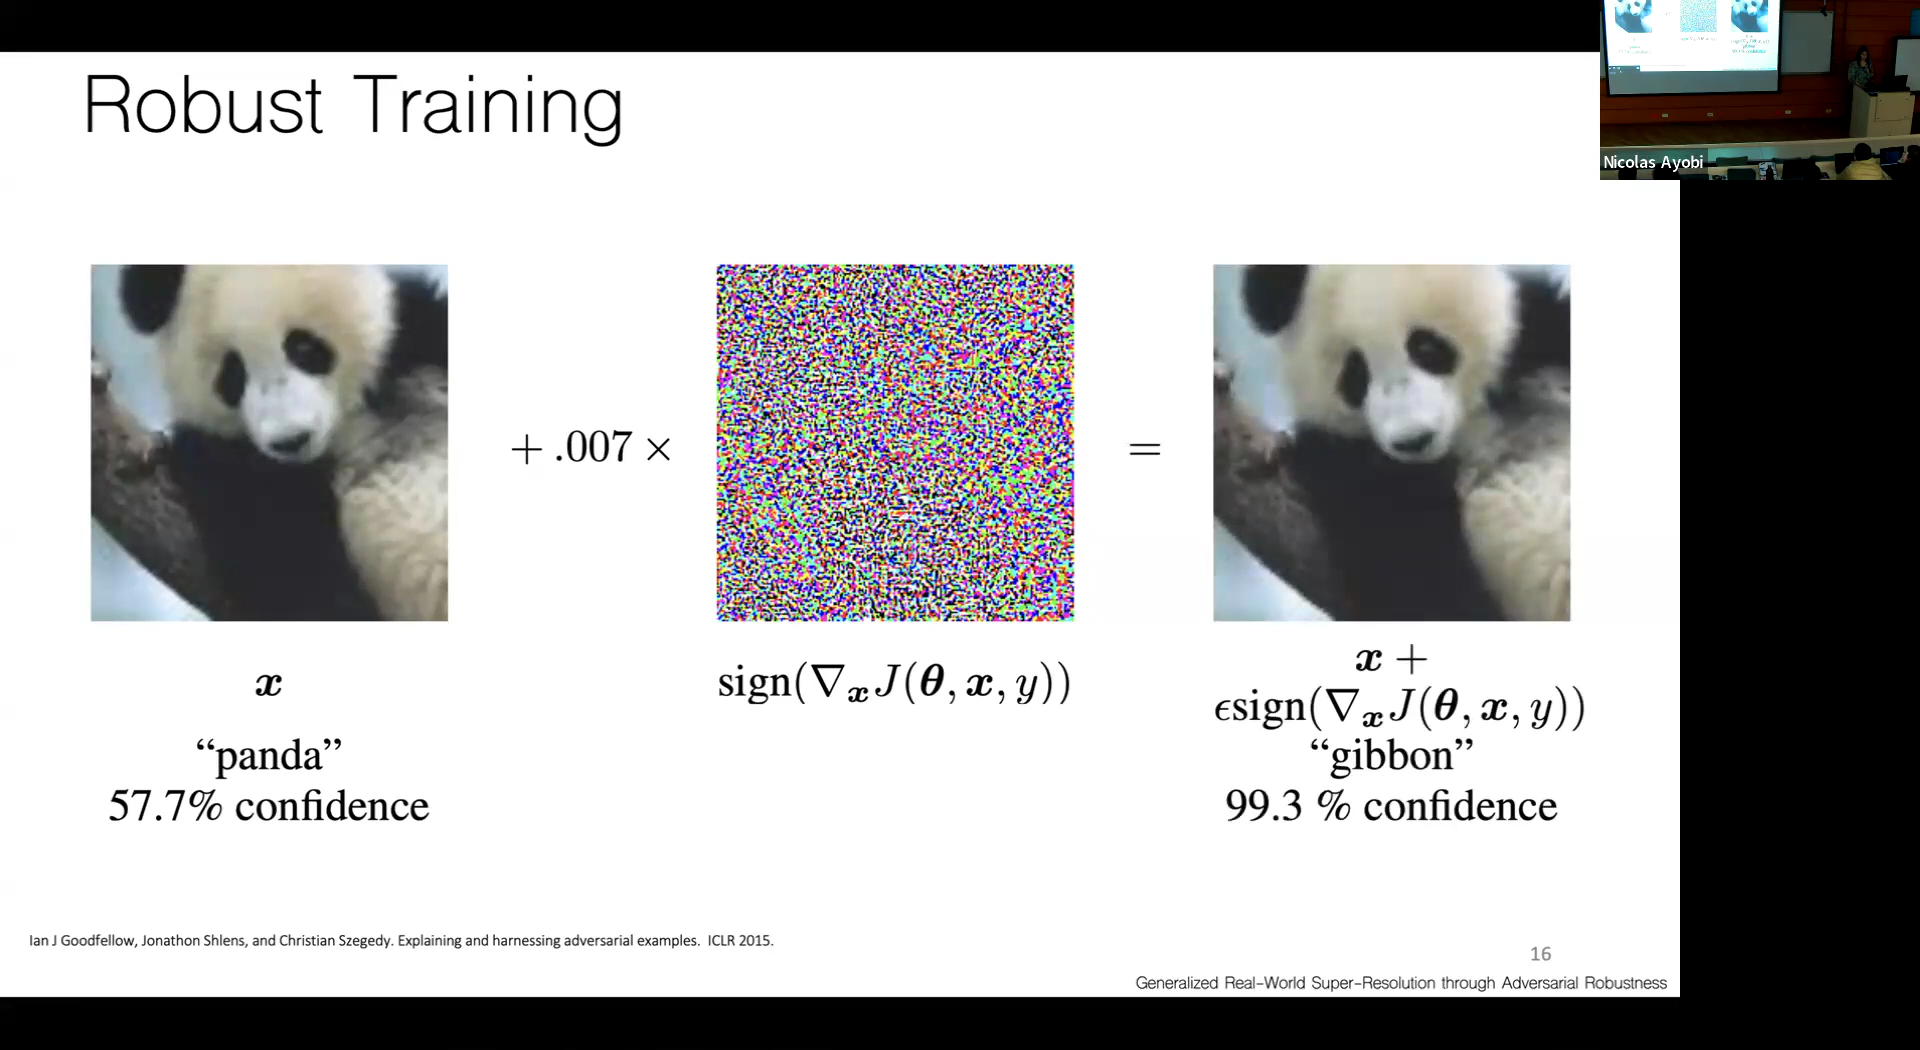 Robust Training
Nicolas Ayobi
+ .007 ×
=
x
sign(∇ₓJ(θ, x, y))
x +
ϵsign(∇ₓJ(θ, x, y))
“panda”
57.7% confidence
“gibbon”
99.3 % confidence
Ian J Goodfellow, Jonathon Shlens, and Christian Szegedy. Explaining and harnessing adversarial examples. ICLR 2015.
16
Generalized Real-World Super-Resolution through Adversarial Robustness